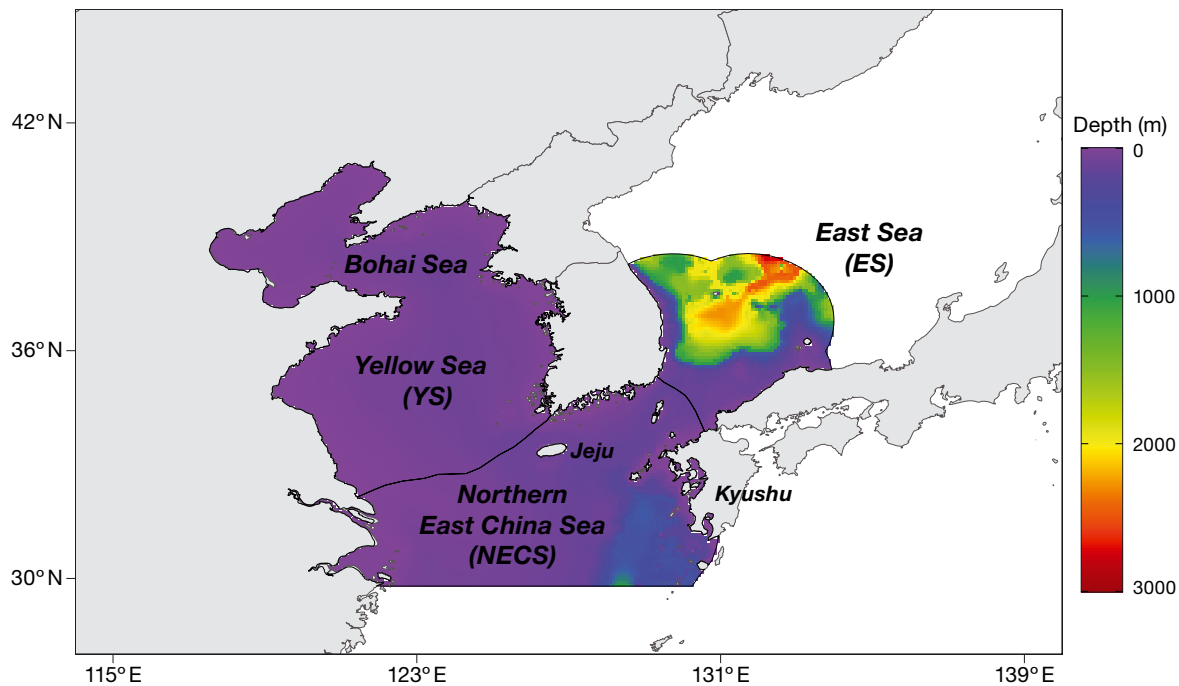 42°N
36°N
30°N
115°E
123°E
131°E
139°E
Bohai Sea
Yellow Sea
(YS)
Northern
East China Sea
(NECS)
Jeju
Kyushu
East Sea
(ES)
Depth (m)
0
1000
2000
3000